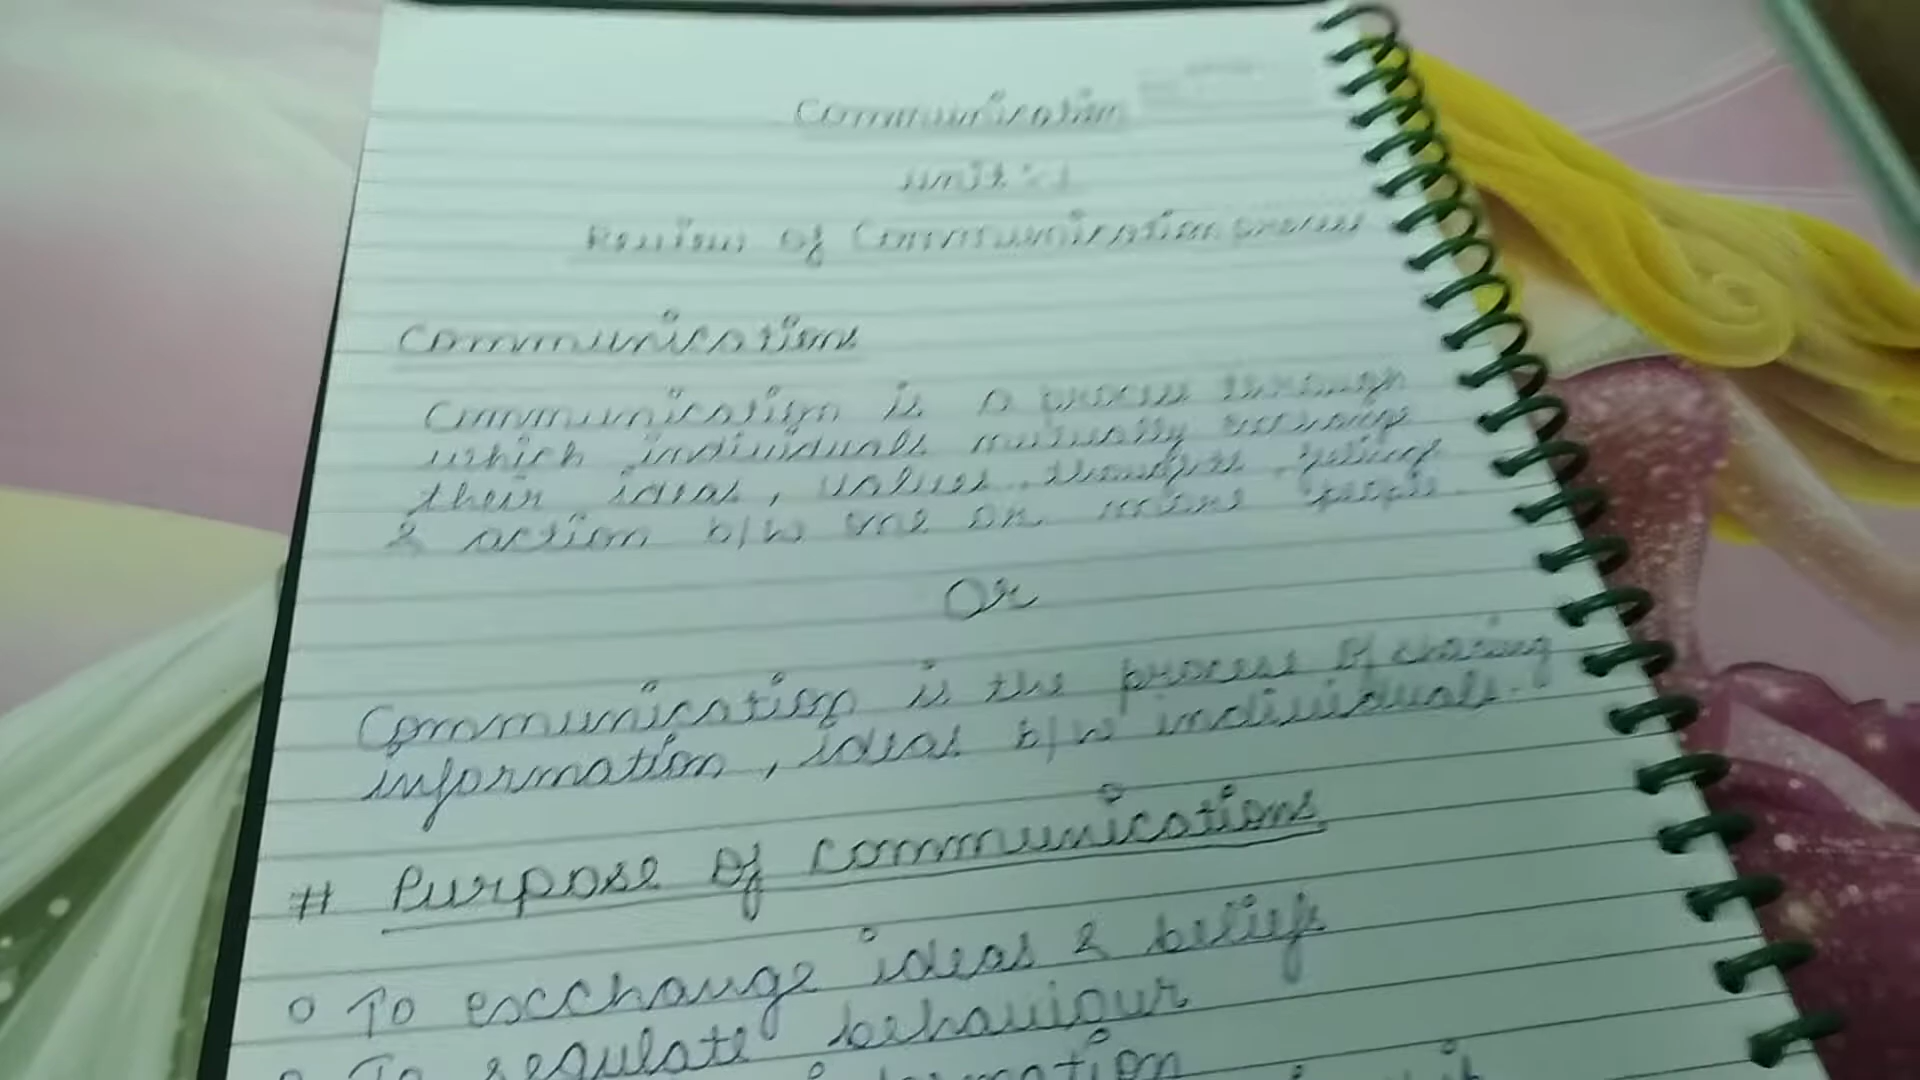 Communication
unit :- 1
Review of Communication process
Communication
Communication is a process through
which individuals mutually exchange
their ideas, values, thoughts, feelings
& action b/w one or more people.
Or
Communication is the process of sharing
information, ideas b/w individuals.
# Purpose of communications
o To exchange ideas & beliefs
o To regulate behaviour